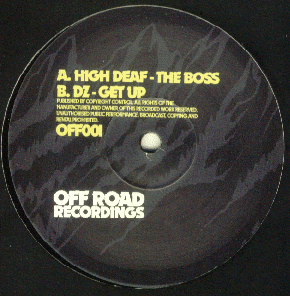 A. HIGH DEAF - THE BOSS
B. DZ - GET UP
PUBLISHED BY COPYRIGHT CONTROL. ALL RIGHTS OF THE
MANUFACTURER AND OWNER OF THIS RECORDED WORK RESERVED.
UNAUTHORISED PUBLIC PERFORMANCE, BROADCAST, COPYING AND
RENTAL PROHIBITED.
OFF001
OFF ROAD
RECORDINGS